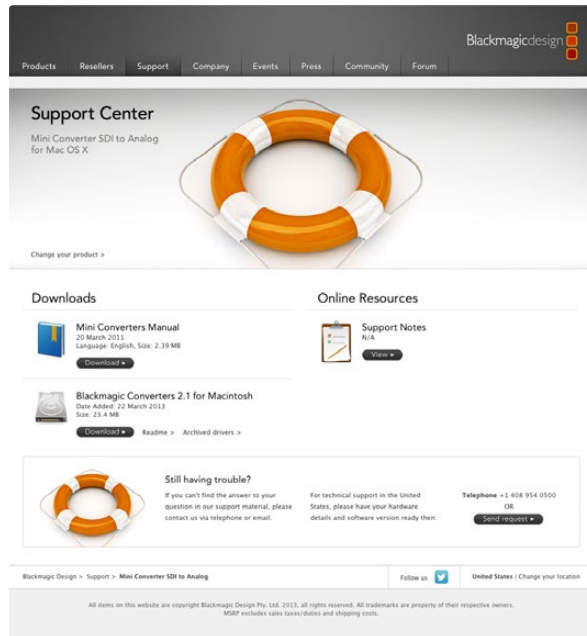 Blackmagicdesign
Products Resellers Support Company Events Press Community Forum
Support Center
Mini Converter SDI to Analog
for Mac OS X
Change your product >
Downloads
Mini Converters Manual
20 March 2011
Language: English, Size: 2.39 MB
Download
Blackmagic Converters 2.1 for Macintosh
Date Added: 22 March 2013
Size: 23.4 MB
Download Readme > Archived drivers >
Online Resources
Support Notes
N/A
View
Still having trouble?
If you can't find the answer to your
question in our support material, please
contact us via telephone or email.
For technical support in the United
States, please have your hardware
details and software version ready then:
Telephone +1 408 954 0500
OR
Send request
Blackmagic Design > Support > Mini Converter SDI to Analog
Follow us
United States | Change your location
All items on this website are copyright Blackmagic Design Pty. Ltd. 2013, all rights reserved. All trademarks are property of their respective owners.
MSRP excludes sales taxes/duties and shipping costs.